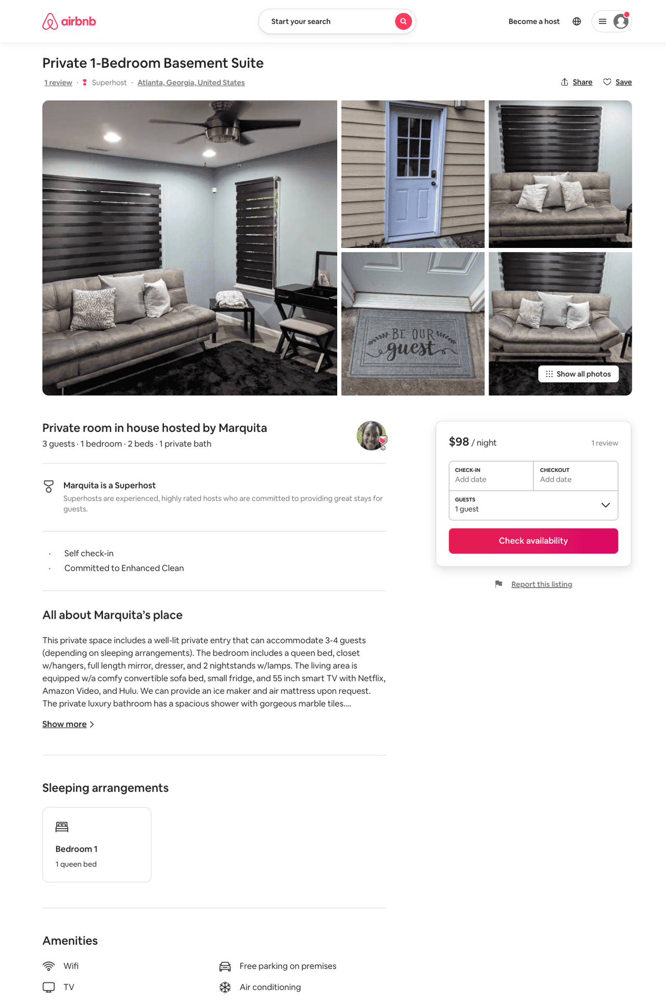 airbnb
Start your search
Become a host
Private 1-Bedroom Basement Suite
1 review · Superhost · Atlanta, Georgia, United States
Share
Save
BE OUR
guest
Show all photos
Private room in house hosted by Marquita
3 guests · 1 bedroom · 2 beds · 1 private bath
Marquita is a Superhost
Superhosts are experienced, highly rated hosts who are committed to providing great stays for
guests.
· Self check-in
· Committed to Enhanced Clean
All about Marquita’s place
This private space includes a well-lit private entry that can accommodate 3-4 guests
(depending on sleeping arrangements). The bedroom includes a queen bed, closet
w/hangers, full length mirror, dresser, and 2 nightstands w/lamps. The living area is
equipped w/a comfy convertible sofa bed, small fridge, and 55 inch smart TV with Netflix,
Amazon Video, and Hulu. We can provide an ice maker and air mattress upon request.
The private luxury bathroom has a spacious shower with gorgeous marble tiles....
Show more
Sleeping arrangements
Bedroom 1
1 queen bed
Amenities
Wifi
Free parking on premises
TV
Air conditioning
$98 / night
1 review
CHECK-IN
Add date
CHECKOUT
Add date
GUESTS
1 guest
Check availability
Report this listing